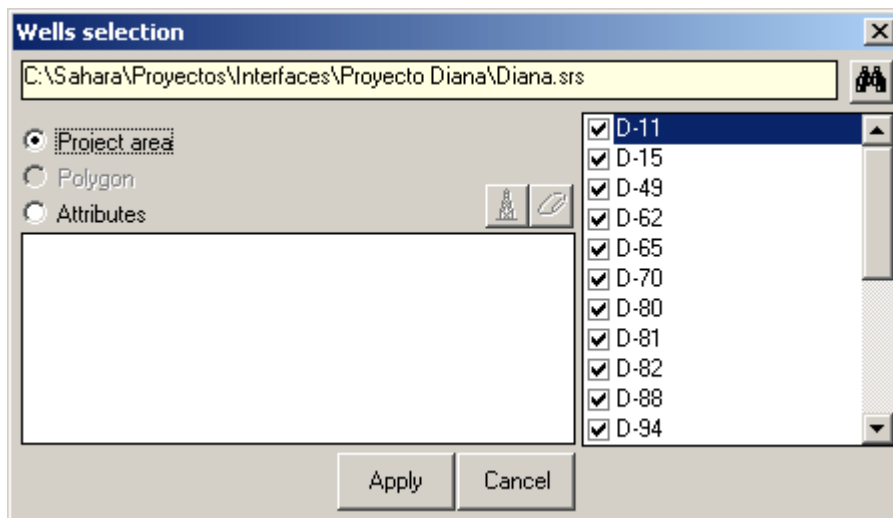 Wells selection
C:\Sahara\Proyectos\Interfaces\Proyecto Diana\Diana.srs
Project area
Polygon
Attributes
D-11
D-15
D-49
D-62
D-65
D-70
D-80
D-81
D-82
D-88
D-94
Apply
Cancel